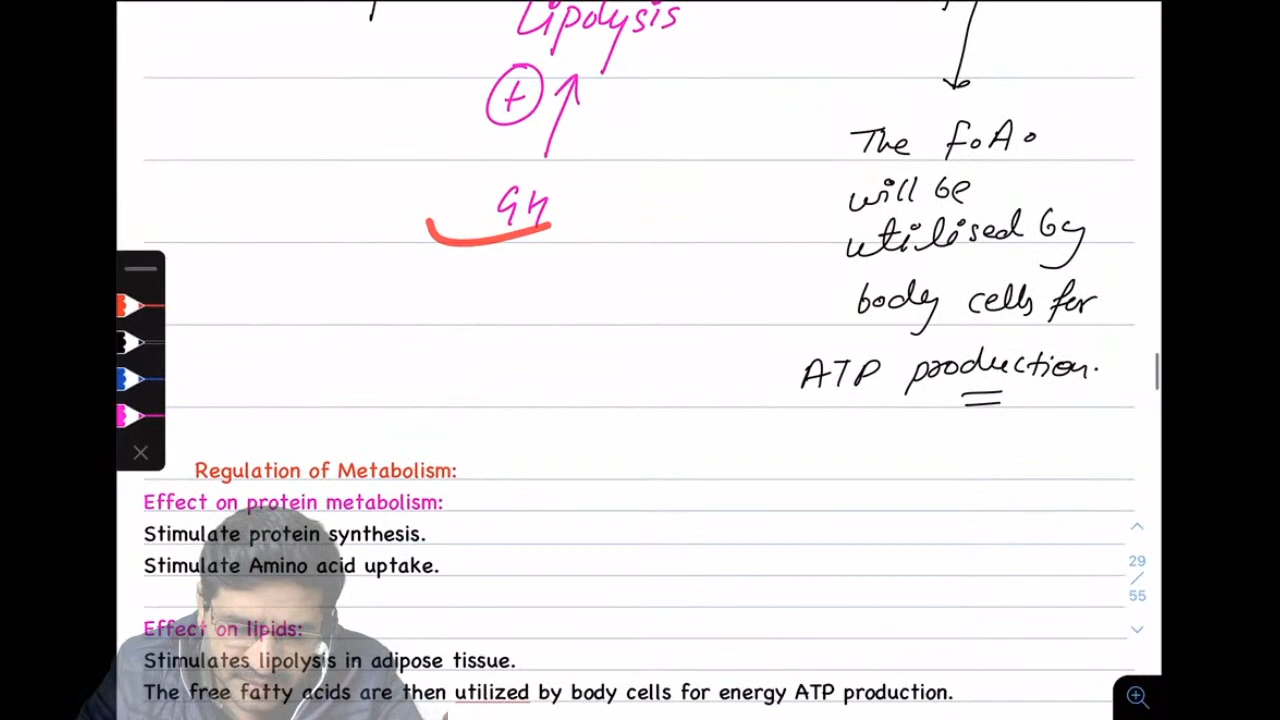 Lipolysis
+
GH
The F.A.
will be
utilised by
body cells for
ATP production.
Regulation of Metabolism:
Effect on protein metabolism:
Stimulate protein synthesis.
Stimulate Amino acid uptake.
29
/
55
Effect on lipids:
Stimulates lipolysis in adipose tissue.
The free fatty acids are then utilized by body cells for energy ATP production.